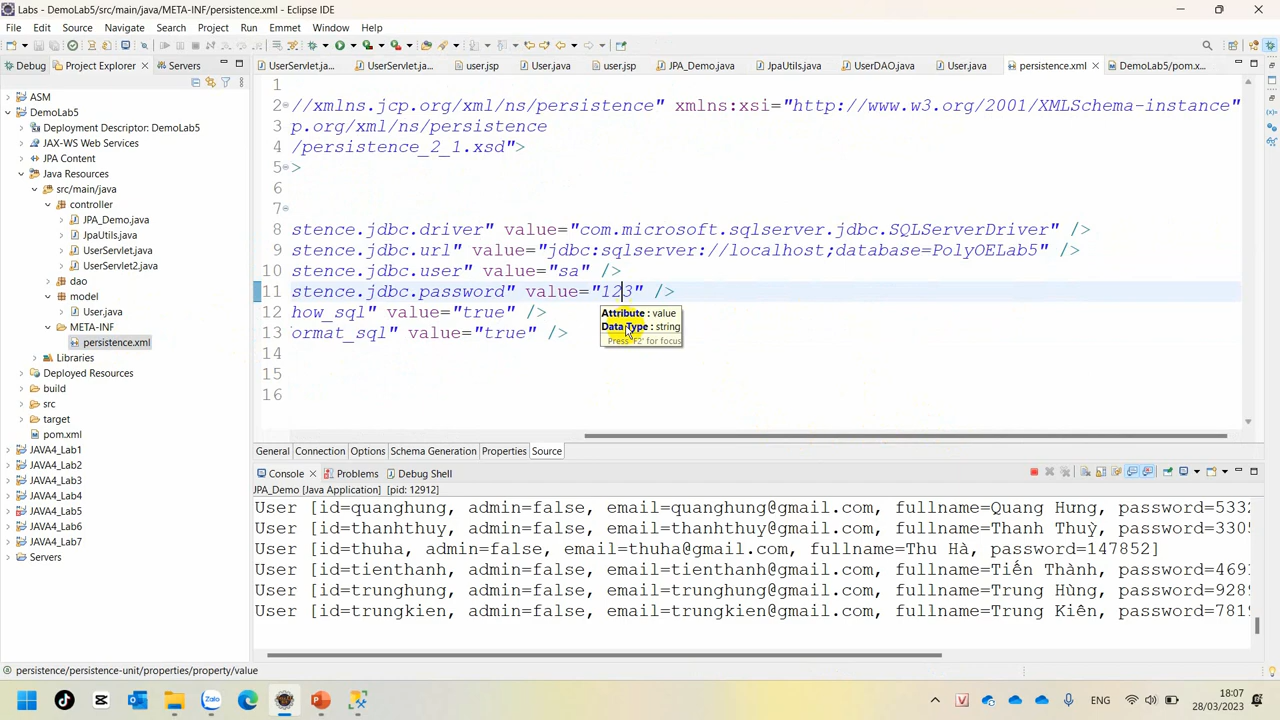 Labs - DemoLab5/src/main/java/META-INF/persistence.xml - Eclipse IDE
File Edit Source Navigate Search Project Run Emmet Window Help
Debug Project Explorer Servers
UserServlet.java UserServlet.ja... user.jsp User.java user.jsp JPA_Demo.java JpaUtils.java UserDAO.java User.java persistence.xml DemoLab5/pom.x...
ASM
DemoLab5
Deployment Descriptor: DemoLab5
JAX-WS Web Services
JPA Content
Java Resources
src/main/java
controller
JPA_Demo.java
JpaUtils.java
UserServlet.java
UserServlet2.java
dao
model
User.java
META-INF
persistence.xml
Libraries
Deployed Resources
build
src
target
pom.xml
JAVA4_Lab1
JAVA4_Lab2
JAVA4_Lab3
JAVA4_Lab4
JAVA4_Lab5
JAVA4_Lab6
JAVA4_Lab7
Servers
1
2 //xmlns.jcp.org/xml/ns/persistence" xmlns:xsi="http://www.w3.org/2001/XMLSchema-instance"
3 p.org/xml/ns/persistence
4 /persistence_2_1.xsd">
5 >
6
7
8 stence.jdbc.driver" value="com.microsoft.sqlserver.jdbc.SQLServerDriver" />
9 stence.jdbc.url" value="jdbc:sqlserver://localhost;database=PolyOELab5" />
10 stence.jdbc.user" value="sa" />
11 stence.jdbc.password" value="123" />
12 how_sql" value="true" />
13 ormat_sql" value="true" />
14
15
16
Attribute : value
Data Type : string
Press 'F2' for focus
General Connection Options Schema Generation Properties Source
Console Problems Debug Shell
JPA_Demo [Java Application] [pid: 12912]
User [id=quanghung, admin=false, email=quanghung@gmail.com, fullname=Quang Hưng, password=5332
User [id=thanhthuy, admin=false, email=thanhthuy@gmail.com, fullname=Thanh Thuỳ, password=3305
User [id=thuha, admin=false, email=thuha@gmail.com, fullname=Thu Hà, password=147852]
User [id=tienthanh, admin=false, email=tienthanh@gmail.com, fullname=Tiến Thành, password=4691
User [id=trunghung, admin=false, email=trunghung@gmail.com, fullname=Trung Hùng, password=9289
User [id=trungkien, admin=false, email=trungkien@gmail.com, fullname=Trung Kiên, password=7819
persistence/persistence-unit/properties/property/value
Zalo
ENG
18:07
28/03/2023